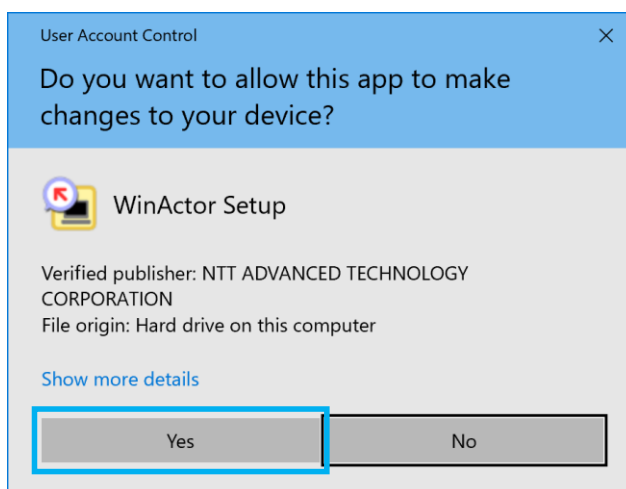 User Account Control
Do you want to allow this app to make
changes to your device?
WinActor Setup
Verified publisher: NTT ADVANCED TECHNOLOGY
CORPORATION
File origin: Hard drive on this computer
Show more details
Yes
No